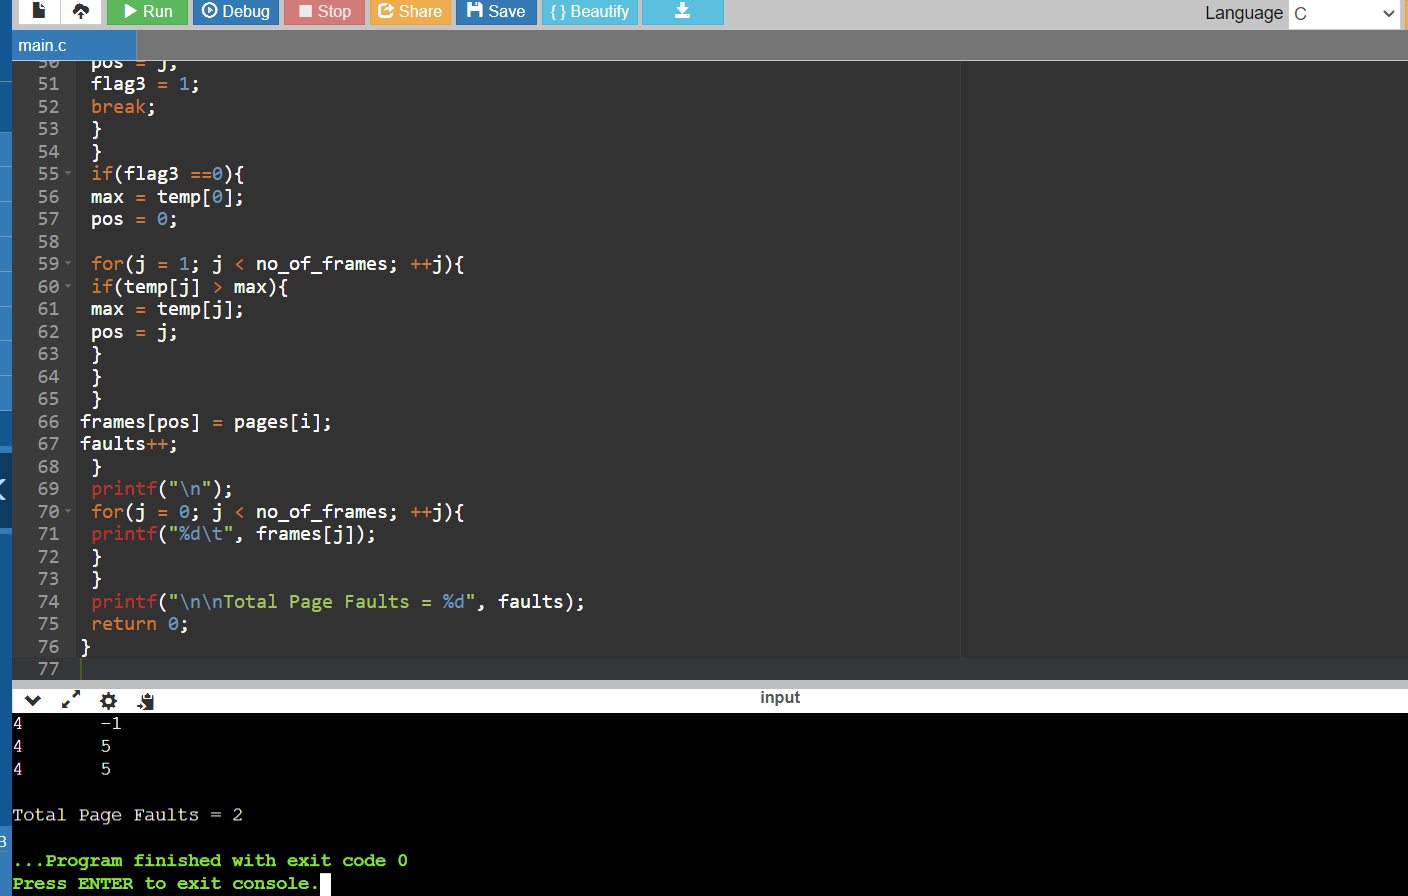 Run Debug Stop Share Save { } Beautify Language C
main.c
50 pos = j;
51 flag3 = 1;
52 break;
53 }
54 }
55 if(flag3 ==0){
56 max = temp[0];
57 pos = 0;
58
59 for(j = 1; j < no_of_frames; ++j){
60 if(temp[j] > max){
61 max = temp[j];
62 pos = j;
63 }
64 }
65 }
66 frames[pos] = pages[i];
67 faults++;
68 }
69 printf("\n");
70 for(j = 0; j < no_of_frames; ++j){
71 printf("%d\t", frames[j]);
72 }
73 }
74 printf("\n\nTotal Page Faults = %d", faults);
75 return 0;
76 }
77
input
4 -1
4 5
4 5
Total Page Faults = 2
...Program finished with exit code 0
Press ENTER to exit console.